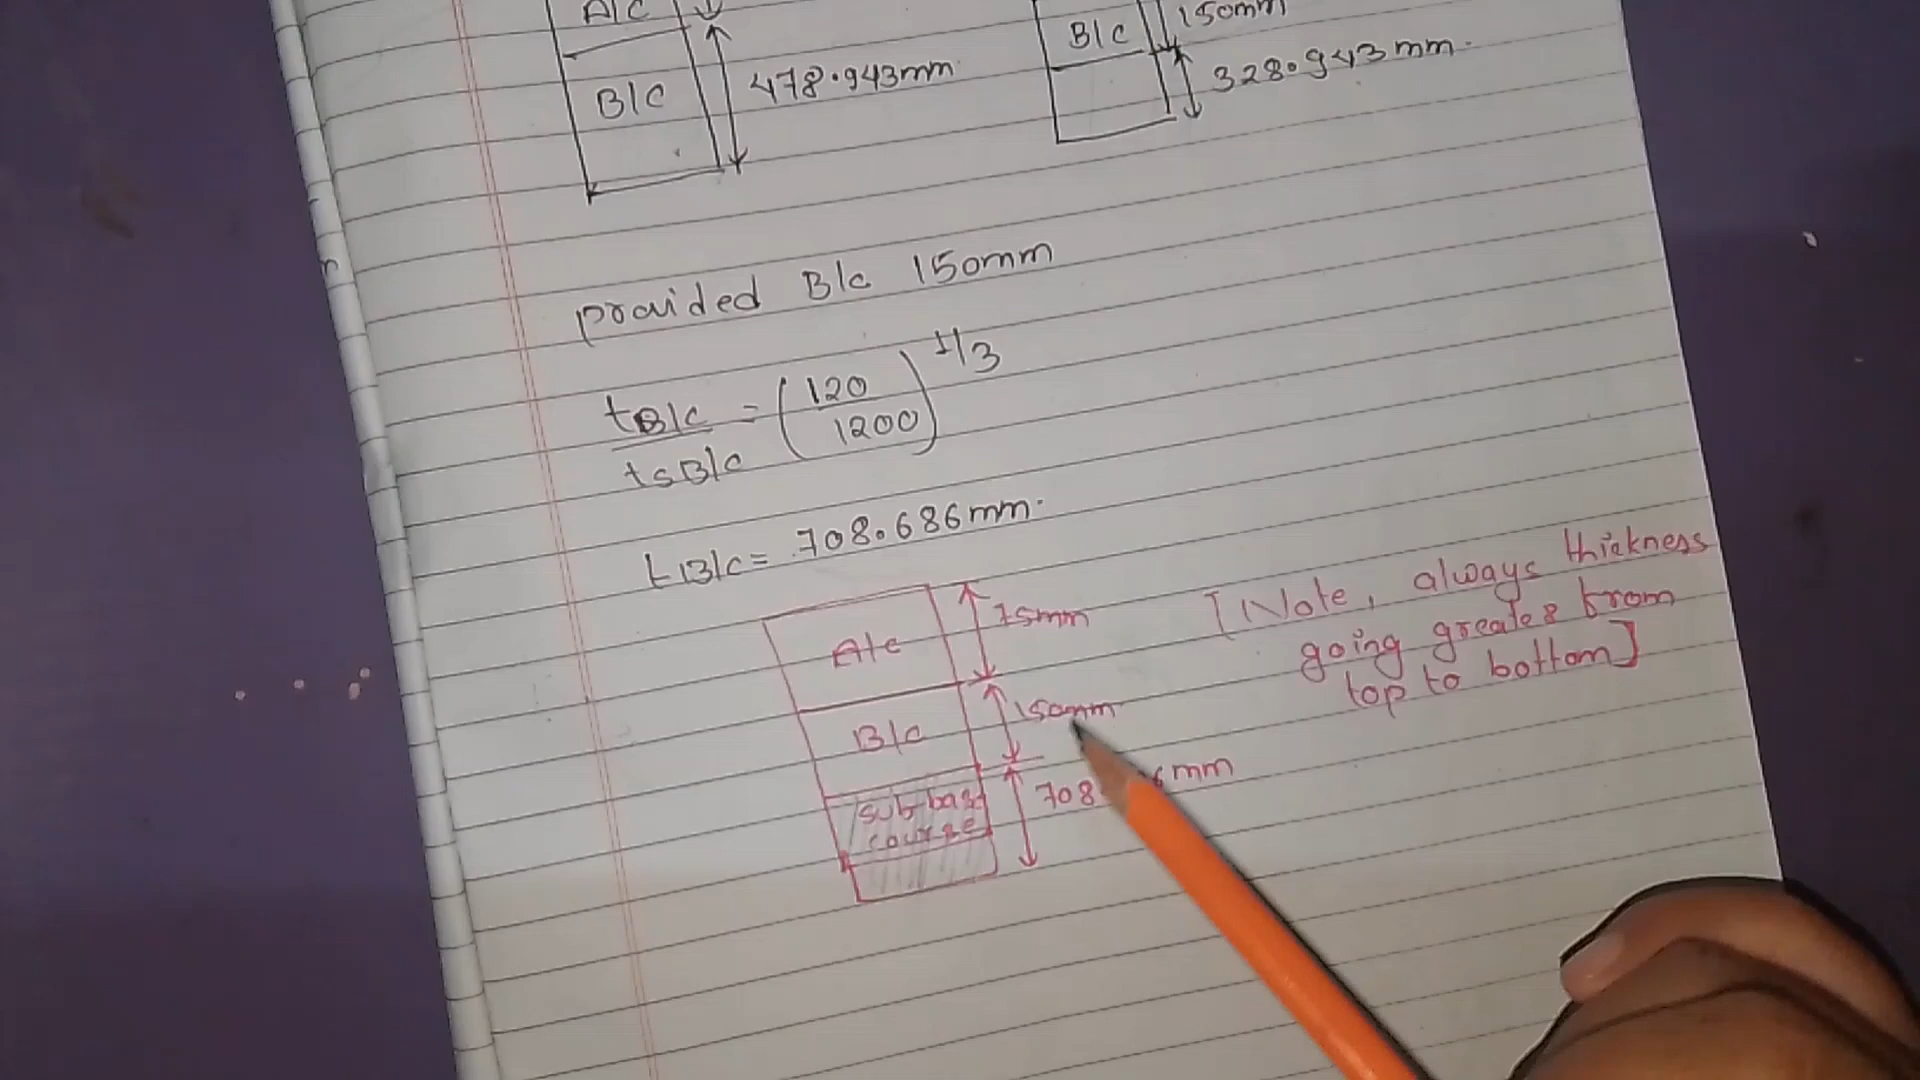 A/C
B/C
478.943mm
B/C
150mm
328.943mm.
provided B/c 150mm
tB/C / tsB/c = (120/1200)^1/3
tB/c = 708.686mm.
A/c
75mm
B/c
150mm
sub base
course
mm
[Note, always thickness
going greater from
top to bottom]